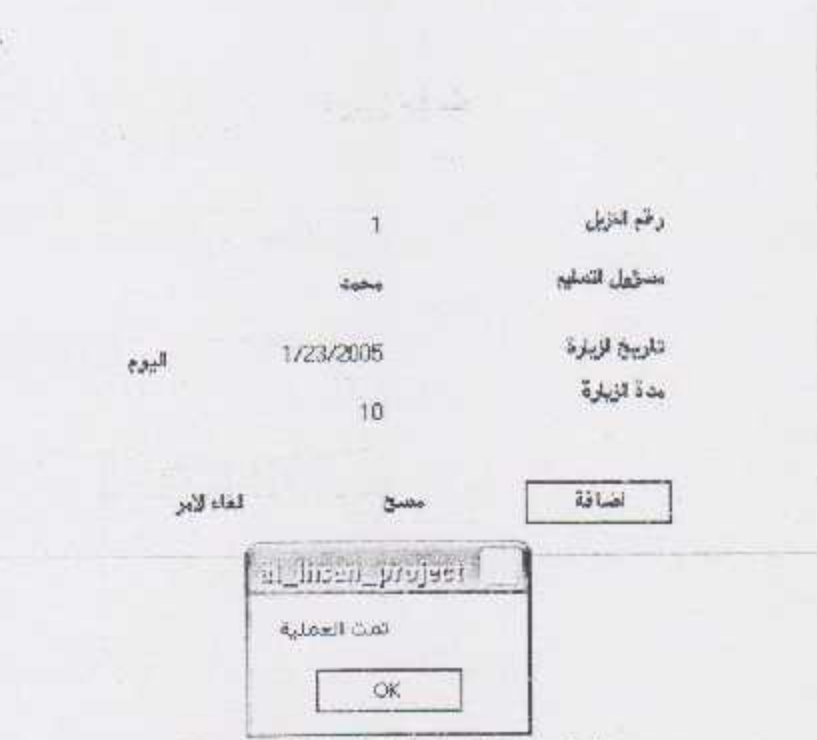 رقم النزيل 1
مسؤول التسليم محمد
تاريخ الزيارة 1/23/2005 اليوم
مدة الزيارة
10
اضافة مسح الغاء الامر
al_insan_project
تمت العملية
OK